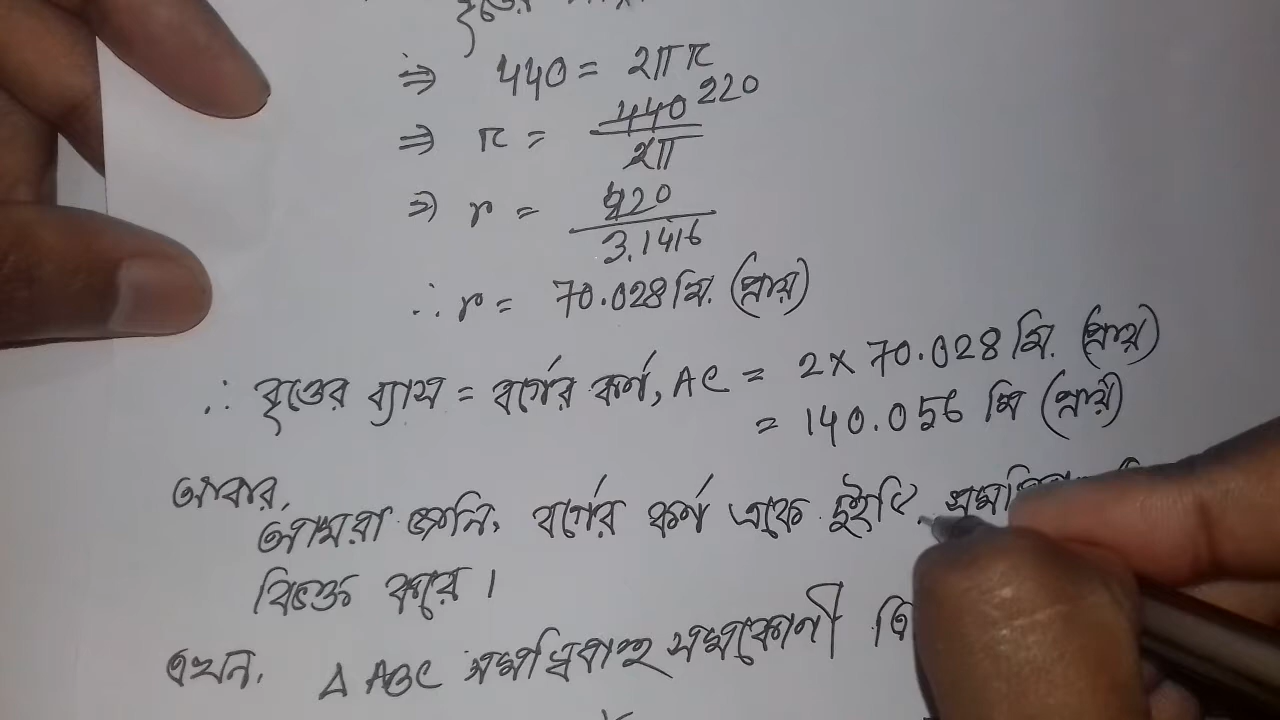 বৃত্তের
⇒ 440 = 2πr
⇒ r = 440 220 / 2π
⇒ r = 220 / 3.1416
∴ r = 70.028 মি. (প্রায়)
∴ বৃত্তের ব্যাস = বর্গের কর্ণ, AC = 2 × 70.028 মি. (প্রায়)
= 140.056 মি (প্রায়)
আবার,
আমরা জানি, বর্গের কর্ণ একে দুইটি
বিভক্ত করে।
এখন, Δ ABC সমদ্বিবাহু সমকোণী